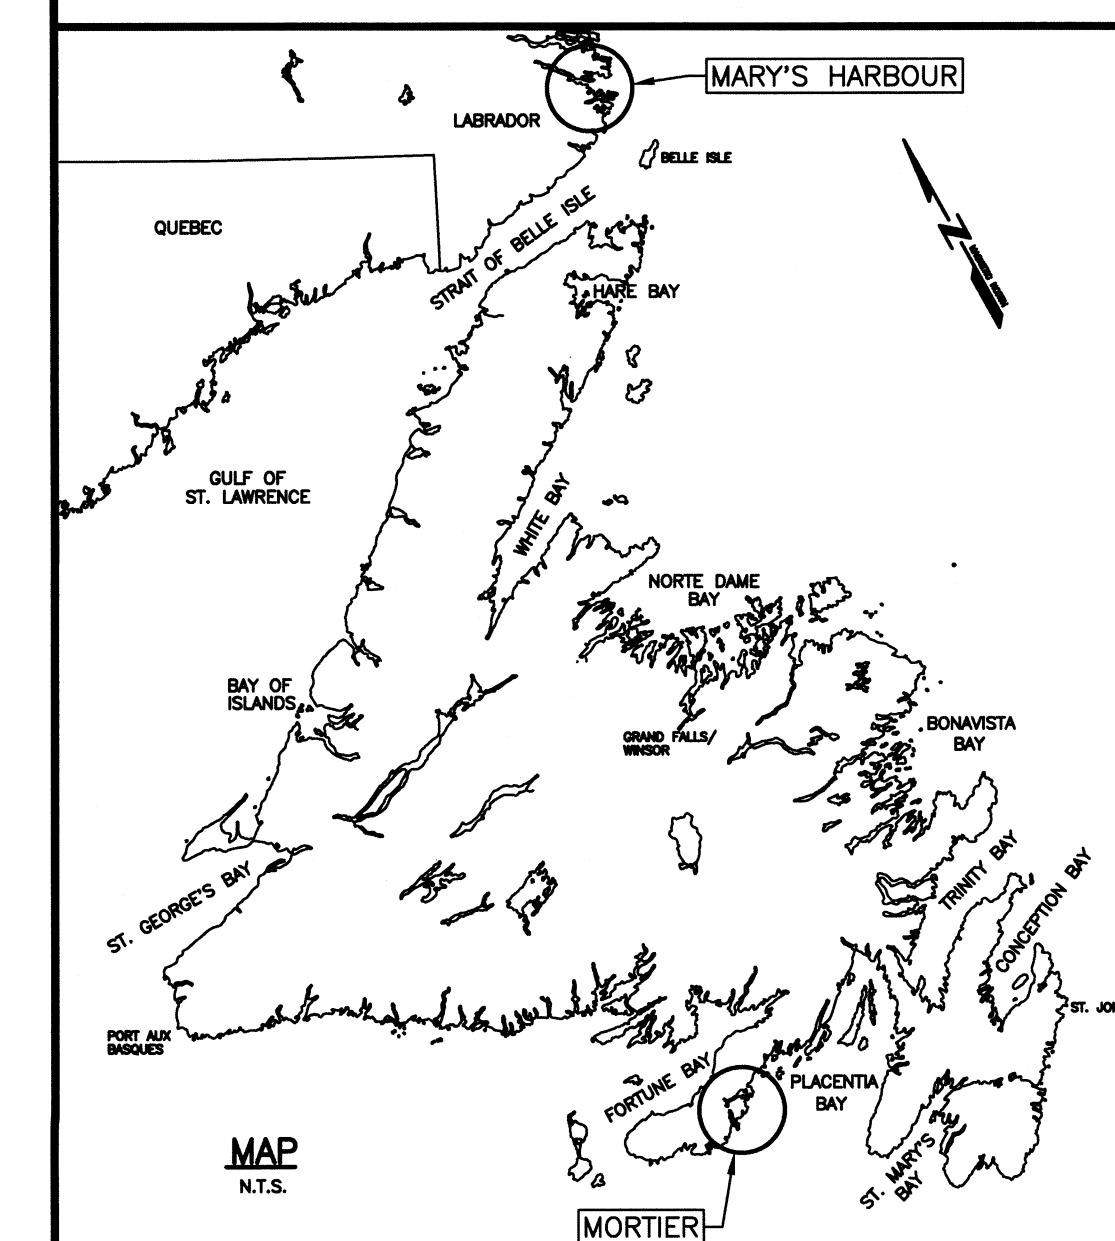 MARY'S HARBOUR
LABRADOR
BELLE ISLE
QUEBEC
STRAIT OF BELLE ISLE
N
HARE BAY
GULF OF
ST. LAWRENCE
WHITE BAY
NORTE DAME
BAY
BAY OF
ISLANDS
GRAND FALLS/
WINSOR
BONAVISTA
BAY
ST. GEORGE'S BAY
TRINITY BAY
CONCEPTION BAY
ST. JO
PORT AUX
BASQUES
FORTUNE BAY
PLACENTIA
BAY
ST. MARY'S
BAY
MAP
N.T.S.
MORTIER